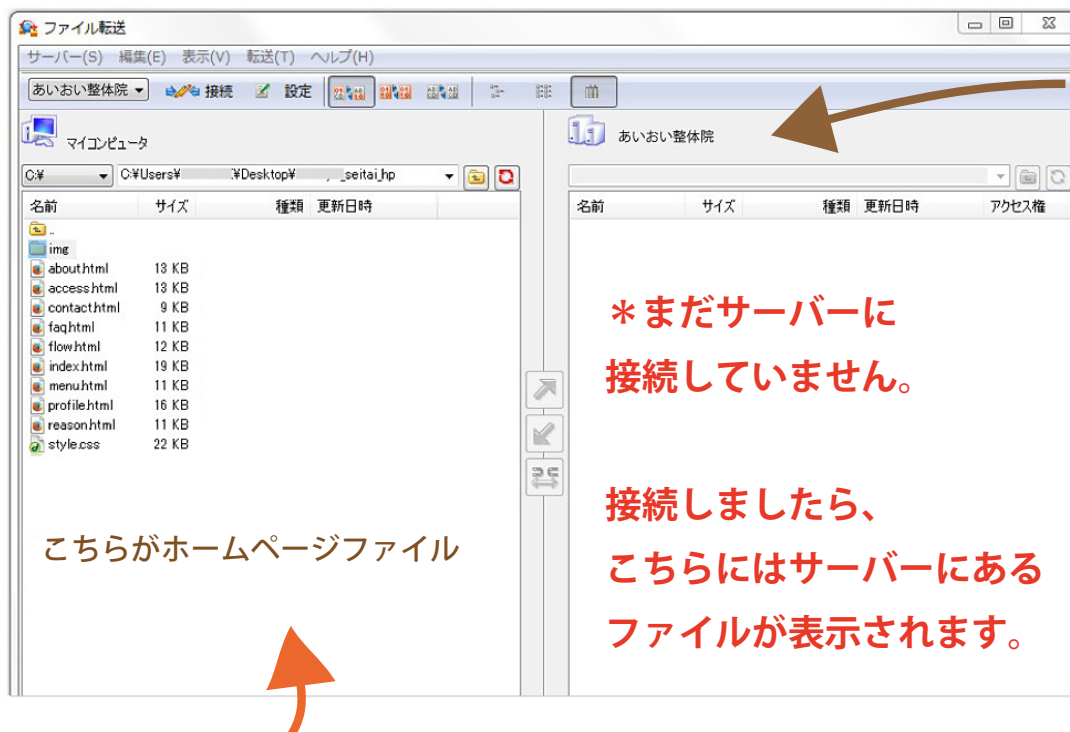 ファイル転送
サーバー(S) 編集(E) 表示(V) 転送(T) ヘルプ(H)
あいおい整体院 接続 設定
マイコンピュータ
あいおい整体院
C:¥ C:¥Users¥ ¥Desktop¥ _seitai_hp
名前 サイズ 種類 更新日時
名前 サイズ 種類 更新日時 アクセス権
..
img
about.html 13 KB
access.html 13 KB
contact.html 9 KB
faq.html 11 KB
flow.html 12 KB
index.html 19 KB
menu.html 11 KB
profile.html 16 KB
reason.html 11 KB
style.css 22 KB
こちらがホームページファイル
＊まだサーバーに
接続していません。
接続しましたら、
こちらにはサーバーにある
ファイルが表示されます。